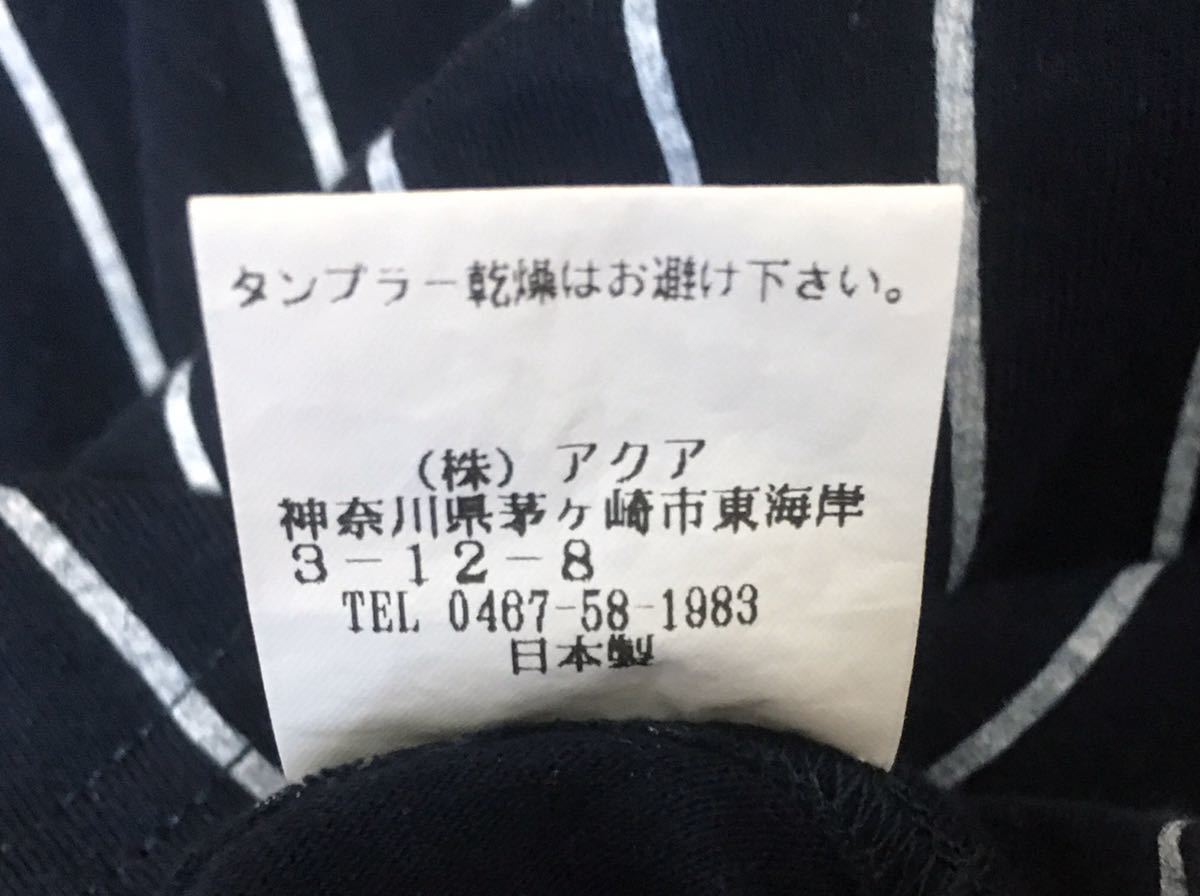 タンブラー乾燥はお避け下さい。
（株）アクア
神奈川県茅ヶ崎市東海岸
3-12-8
TEL 0467-58-1983
日本製